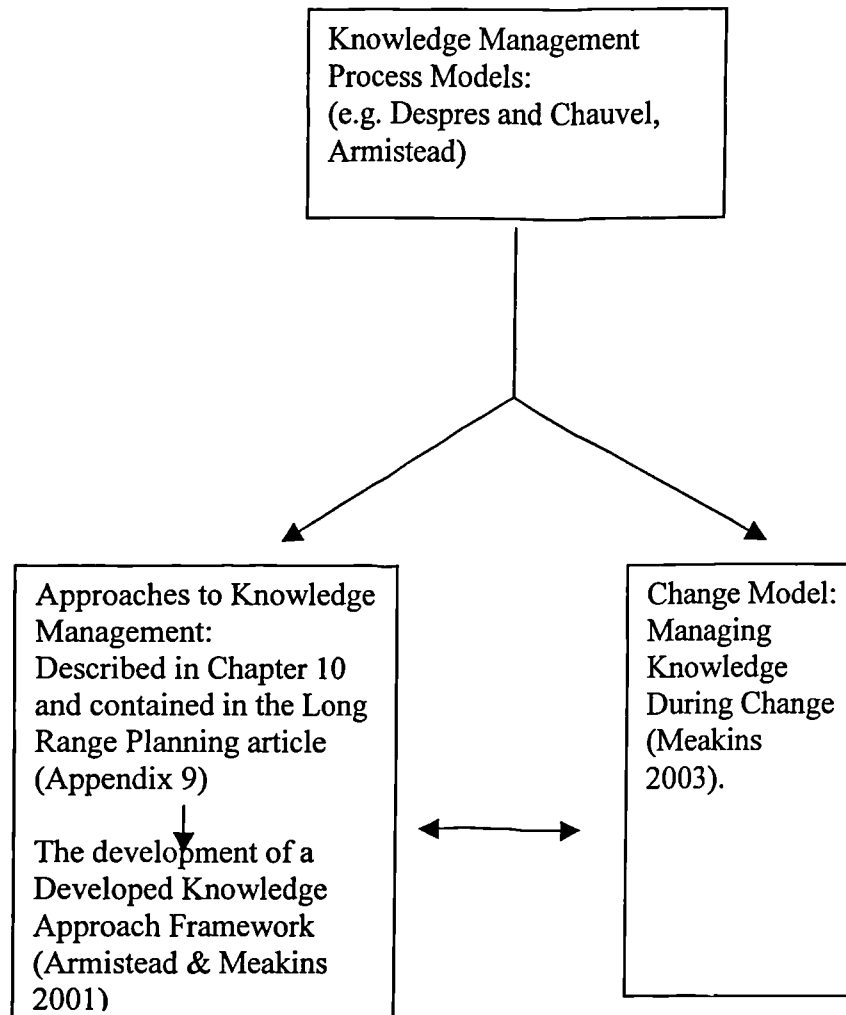 Knowledge Management
Process Models:
(e.g. Despres and Chauvel,
Armistead)
Approaches to Knowledge
Management:
Described in Chapter 10
and contained in the Long
Range Planning article
(Appendix 9)
The development of a
Developed Knowledge
Approach Framework
(Armistead & Meakins
2001)
Change Model:
Managing
Knowledge
During Change
(Meakins
2003).